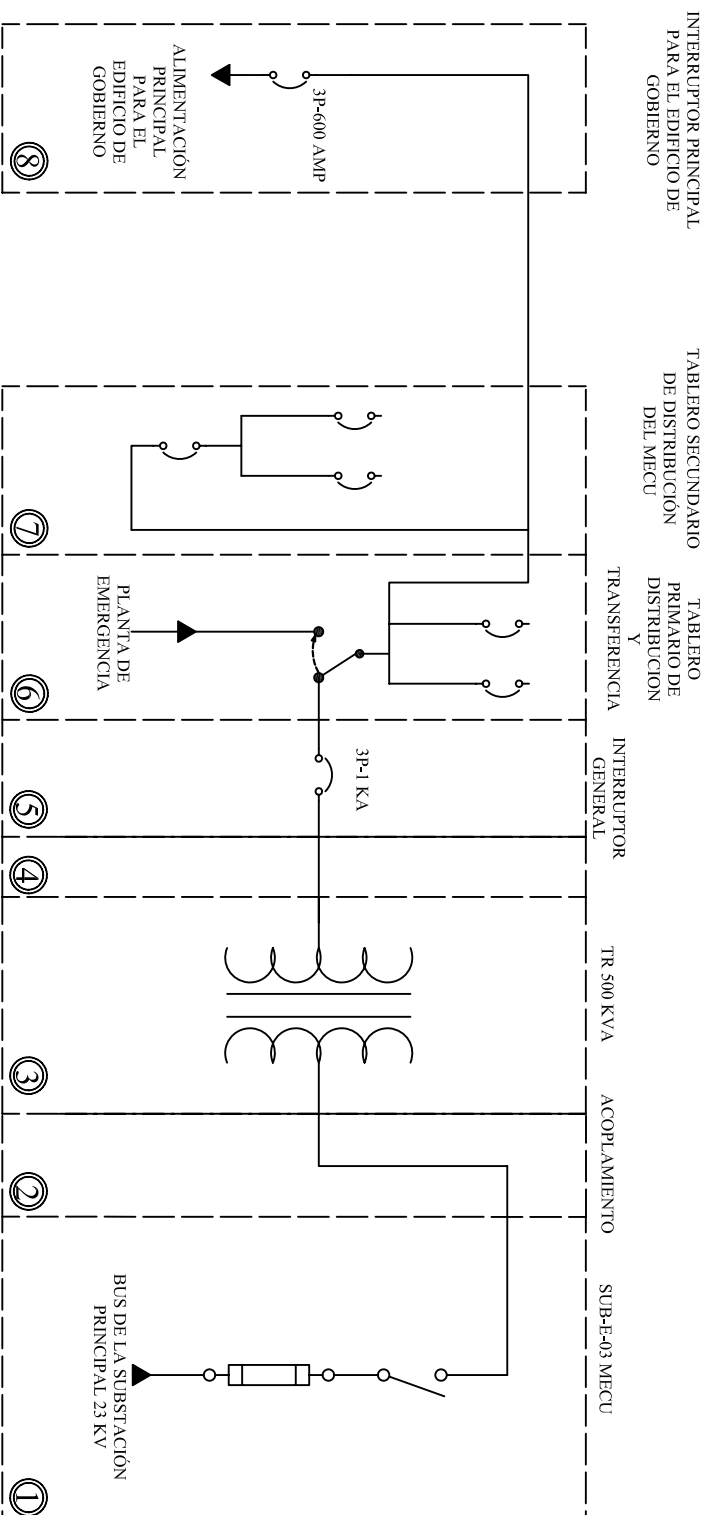 INTERRUPTOR PRINCIPAL
PARA EL EDIFICIO DE
GOBIERNO
3P-600 AMP
ALIMENTACIÓN
PRINCIPAL
PARA EL
EDIFICIO DE
GOBIERNO
8
TABLERO SECUNDARIO
DE DISTRIBUCIÓN
DEL MECU
7
TABLERO
PRIMARIO DE
DISTRIBUCION
Y
TRANSFERENCIA
PLANTA DE
EMERGENCIA
6
INTERRUPTOR
GENERAL
3P-1 KA
5
4
TR 500 KVA
3
ACOPLAMIENTO
2
SUB-E-03 MECU
BUS DE LA SUBSTACIÓN
PRINCIPAL 23 KV
1